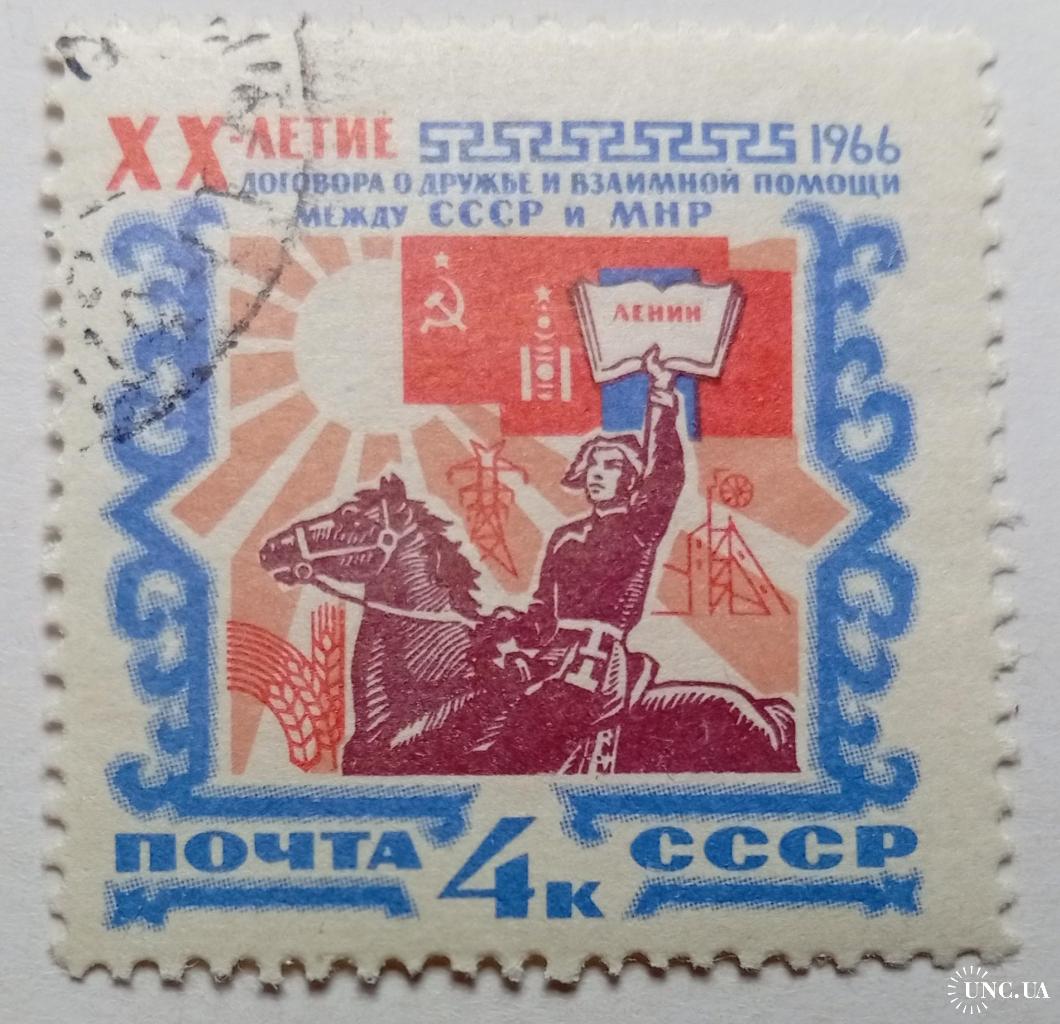 XX-ЛЕТИЕ 1966
ДОГОВОРА О ДРУЖБЕ И ВЗАИМНОЙ ПОМОЩИ
МЕЖДУ СССР И МНР
ЛЕНИН
ПОЧТА 4К СССР
UNC.UA